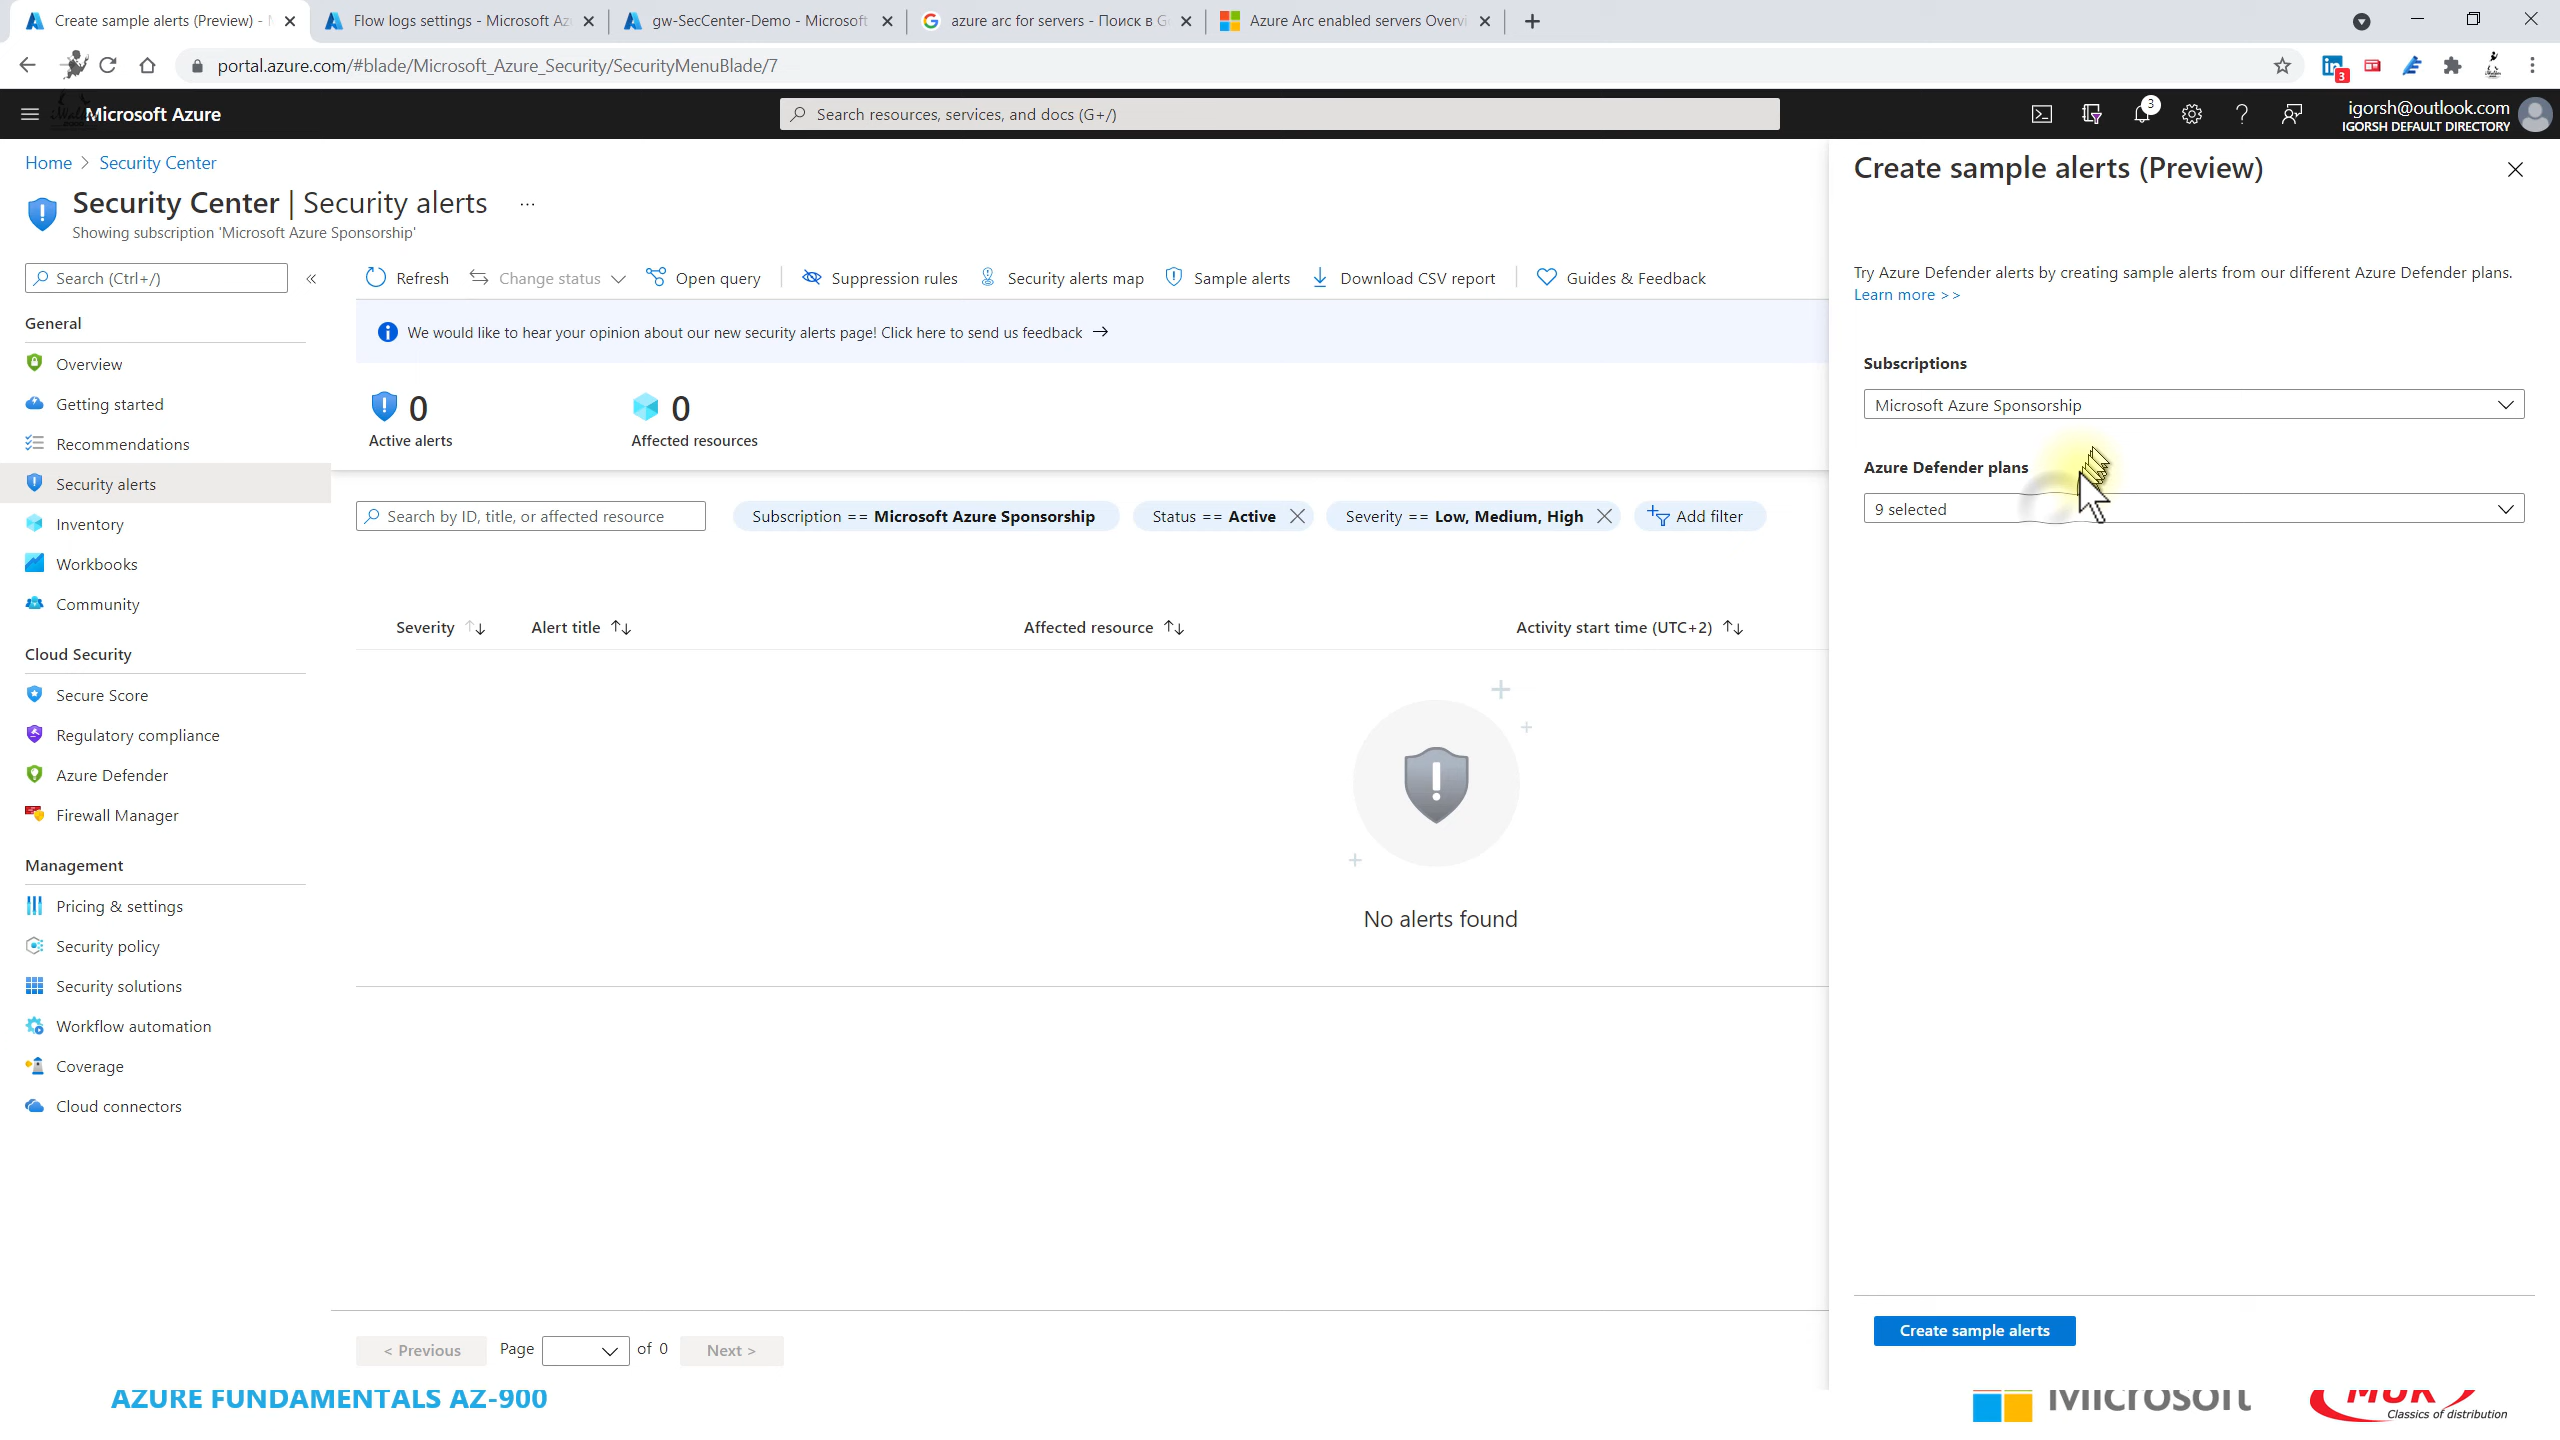 Create sample alerts (Preview) -
Flow logs settings - Microsoft Az
gw-SecCenter-Demo - Microsoft
azure arc for servers - Поиск в G
Azure Arc enabled servers Overvi
portal.azure.com/#blade/Microsoft_Azure_Security/SecurityMenuBlade/7
3
Microsoft Azure
Search resources, services, and docs (G+/)
3
igorsh@outlook.com
IGORSH DEFAULT DIRECTORY
Home > Security Center
Security Center | Security alerts ...
Showing subscription 'Microsoft Azure Sponsorship'
Search (Ctrl+/)
«
General
Overview
Getting started
Recommendations
Security alerts
Inventory
Workbooks
Community
Cloud Security
Secure Score
Regulatory compliance
Azure Defender
Firewall Manager
Management
Pricing & settings
Security policy
Security solutions
Workflow automation
Coverage
Cloud connectors
Refresh
Change status
Open query
Suppression rules
Security alerts map
Sample alerts
Download CSV report
Guides & Feedback
We would like to hear your opinion about our new security alerts page! Click here to send us feedback →
0
Active alerts
0
Affected resources
Search by ID, title, or affected resource
Subscription == Microsoft Azure Sponsorship
Status == Active
Severity == Low, Medium, High
Add filter
Severity
Alert title
Affected resource
Activity start time (UTC+2)
No alerts found
< Previous
Page
of 0
Next >
Create sample alerts (Preview)
Try Azure Defender alerts by creating sample alerts from our different Azure Defender plans.
Learn more >>
Subscriptions
Microsoft Azure Sponsorship
Azure Defender plans
9 selected
Create sample alerts
AZURE FUNDAMENTALS AZ-900
Microsoft
MUK
Classics of distribution